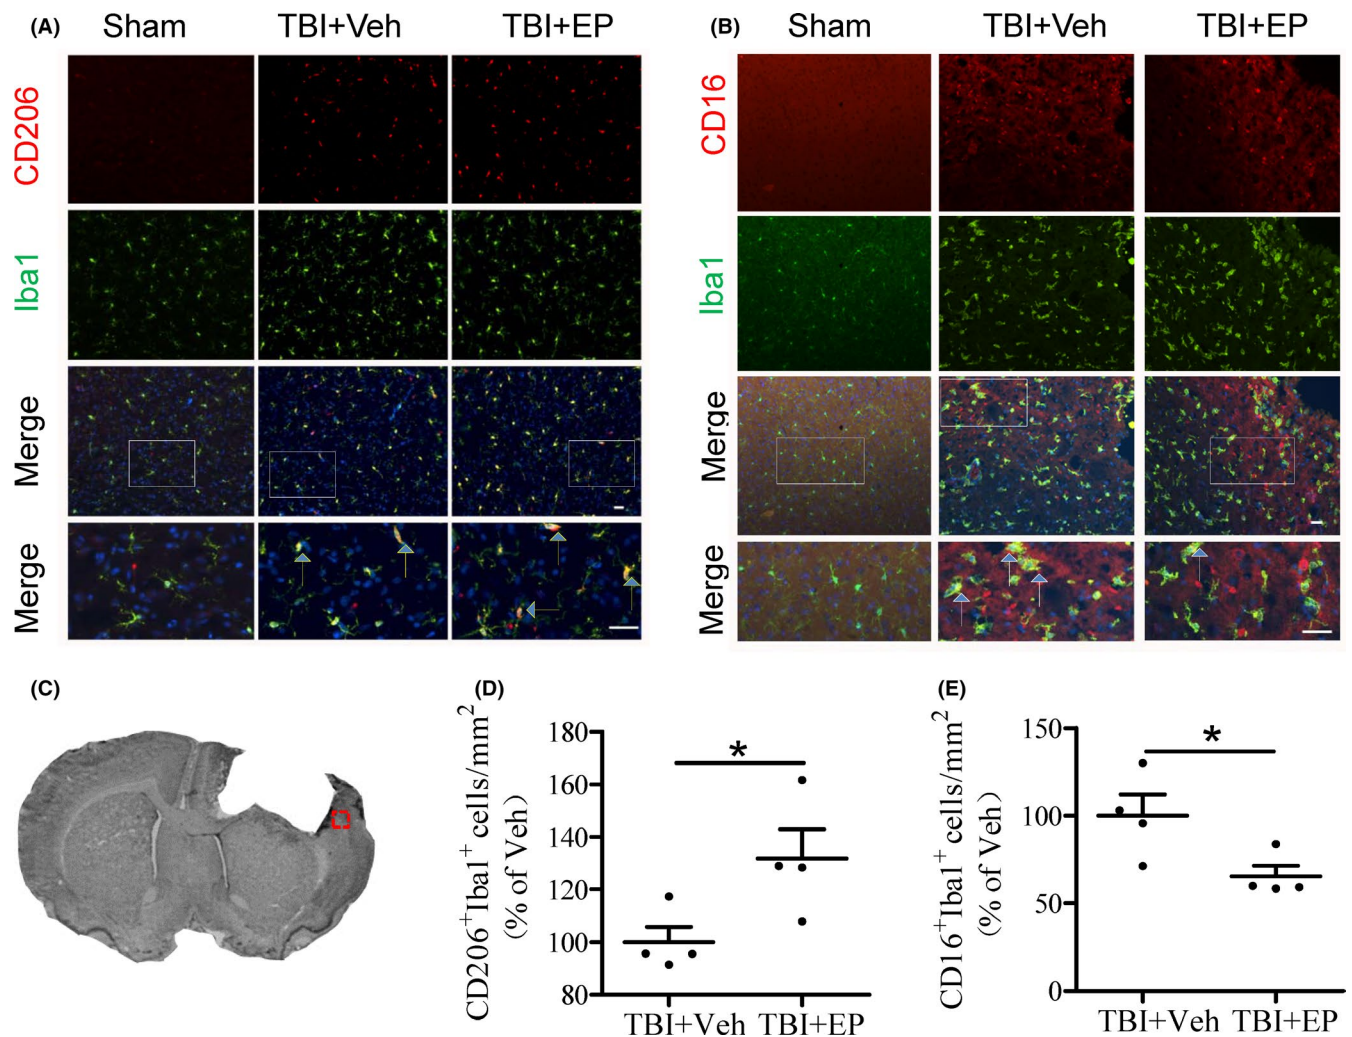 (A) Sham TBI+Veh TBI+EP
CD206
Iba1
Merge
Merge
(B) Sham TBI+Veh TBI+EP
CD16
Iba1
Merge
Merge
(C)
(D)
CD206⁺Iba1⁺ cells/mm²
(% of Veh)
180
160
140
120
100
80
*
TBI+Veh TBI+EP
(E)
CD16⁺Iba1⁺ cells/mm²
(% of Veh)
150
100
50
0
*
TBI+Veh TBI+EP